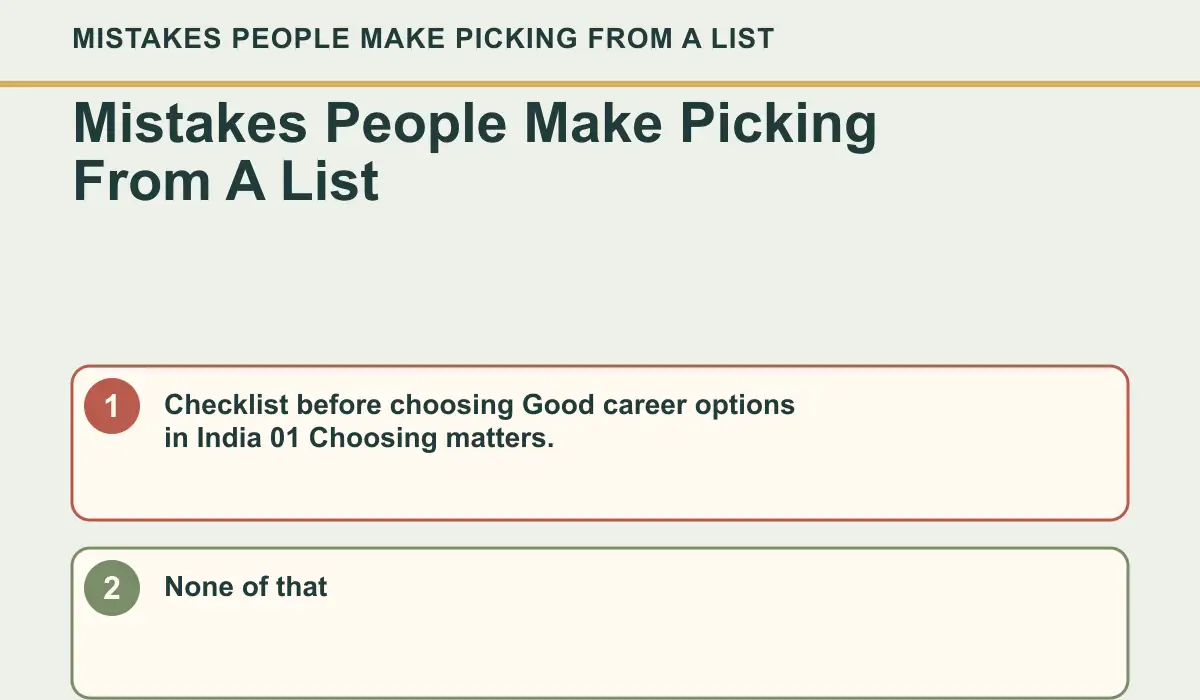 MISTAKES PEOPLE MAKE PICKING FROM A LIST
Mistakes People Make Picking
From A List
1
Checklist before choosing Good career options
in India 01 Choosing matters.
2
None of that